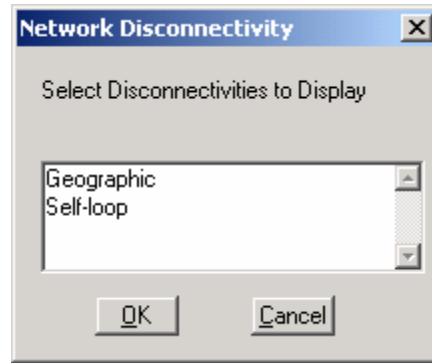 Network Disconnectivity
Select Disconnectivities to Display
Geographic
Self-loop
OK Cancel